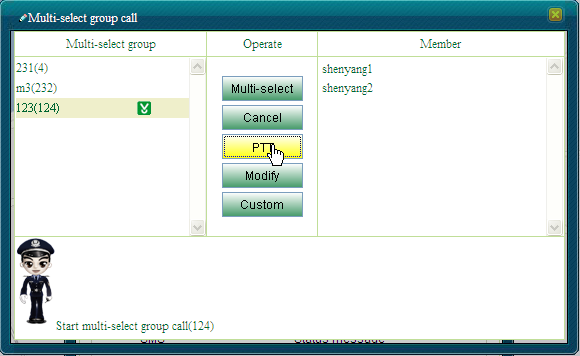 Multi-select group call
Multi-select group
Operate
Member
231(4)
m3(232)
123(124)
Multi-select
Cancel
PTT
Modify
Custom
shenyang1
shenyang2
Start multi-select group call(124)
SMS
Status message